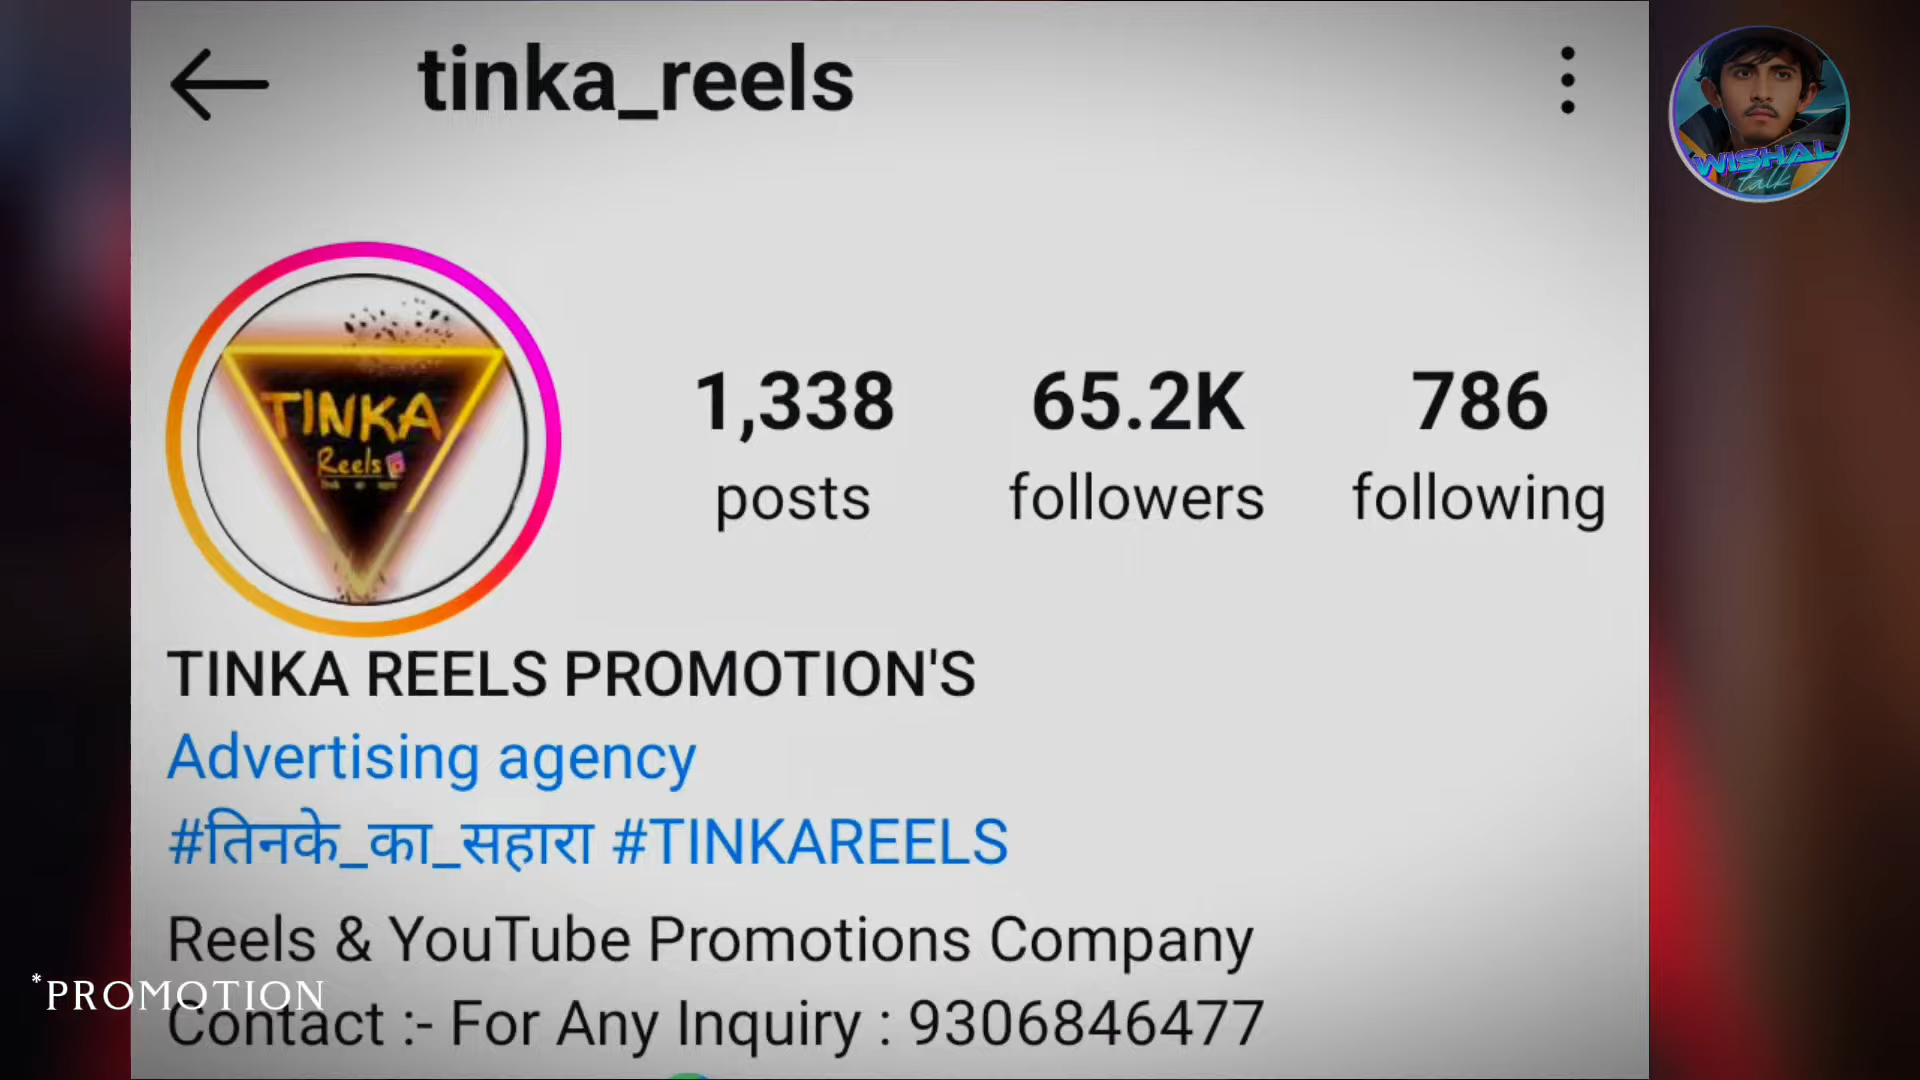 tinka_reels
WISHAL
talk
TINKA
Reels
1,338 65.2K 786
posts followers following
TINKA REELS PROMOTION'S
Advertising agency
#तिनके_का_सहारा #TINKAREELS
Reels & YouTube Promotions Company
*PROMOTION
Contact :- For Any Inquiry : 9306846477